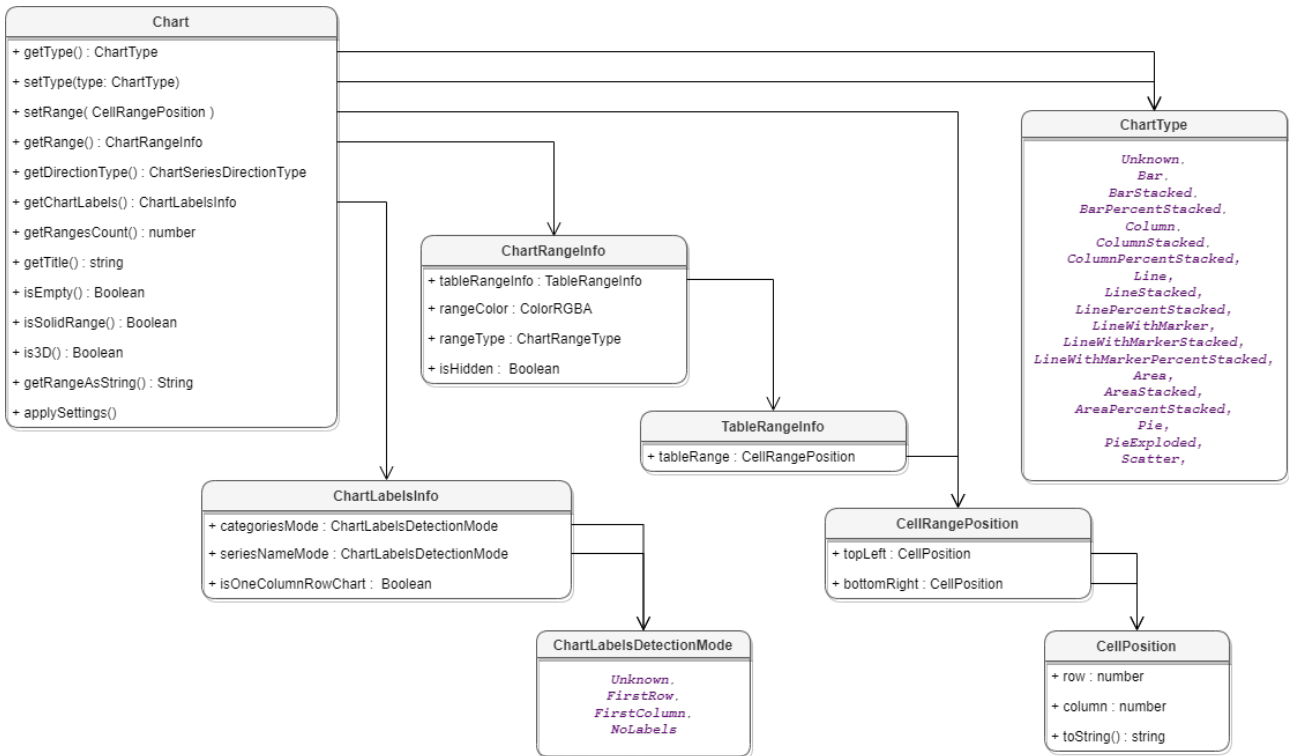 Chart
+ getType() : ChartType
+ setType(type: ChartType)
+ setRange( CellRangePosition )
+ getRange() : ChartRangeInfo
+ getDirectionType() : ChartSeriesDirectionType
+ getChartLabels() : ChartLabelsInfo
+ getRangesCount() : number
+ getTitle() : string
+ isEmpty() : Boolean
+ isSolidRange() : Boolean
+ is3D() : Boolean
+ getRangeAsString() : String
+ applySettings()
ChartType
Unknown,
Bar,
BarStacked,
BarPercentStacked,
Column,
ColumnStacked,
ColumnPercentStacked,
Line,
LineStacked,
LinePercentStacked,
LineWithMarker,
LineWithMarkerStacked,
LineWithMarkerPercentStacked,
Area,
AreaStacked,
AreaPercentStacked,
Pie,
PieExploded,
Scatter,
ChartRangeInfo
+ tableRangeInfo : TableRangeInfo
+ rangeColor : ColorRGBA
+ rangeType : ChartRangeType
+ isHidden : Boolean
TableRangeInfo
+ tableRange : CellRangePosition
ChartLabelsInfo
+ categoriesMode : ChartLabelsDetectionMode
+ seriesNameMode : ChartLabelsDetectionMode
+ isOneColumnRowChart : Boolean
CellRangePosition
+ topLeft : CellPosition
+ bottomRight : CellPosition
ChartLabelsDetectionMode
Unknown,
FirstRow,
FirstColumn,
NoLabels
CellPosition
+ row : number
+ column : number
+ toString() : string